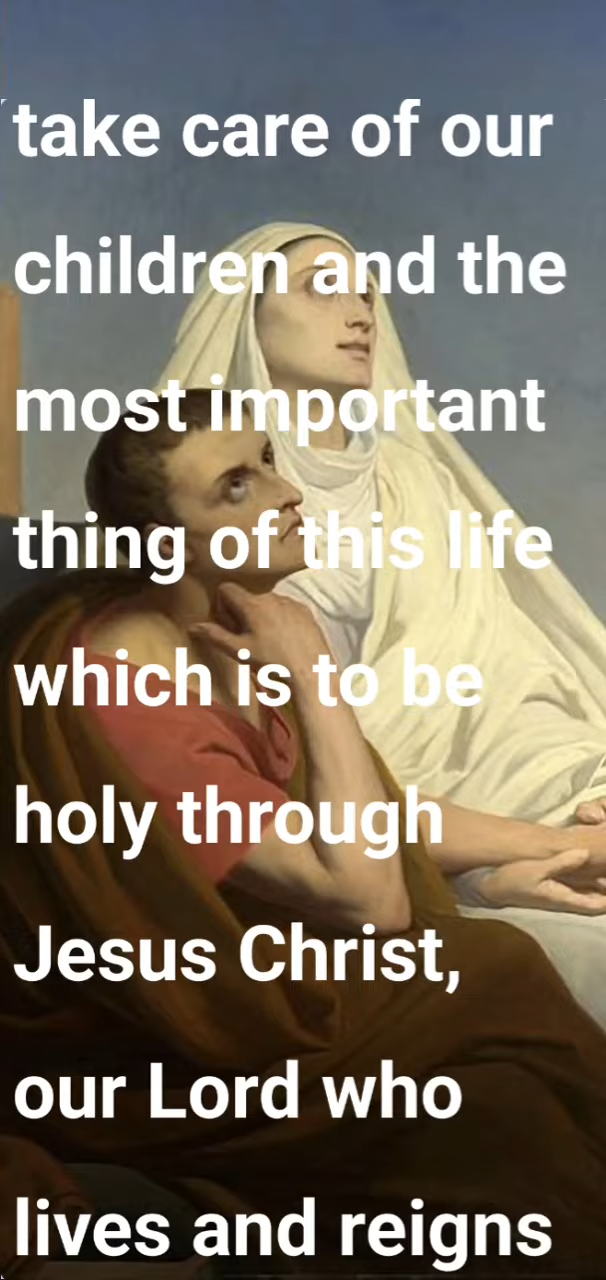 take care of our
children and the
most important
thing of this life
which is to be
holy through
Jesus Christ,
our Lord who
lives and reigns